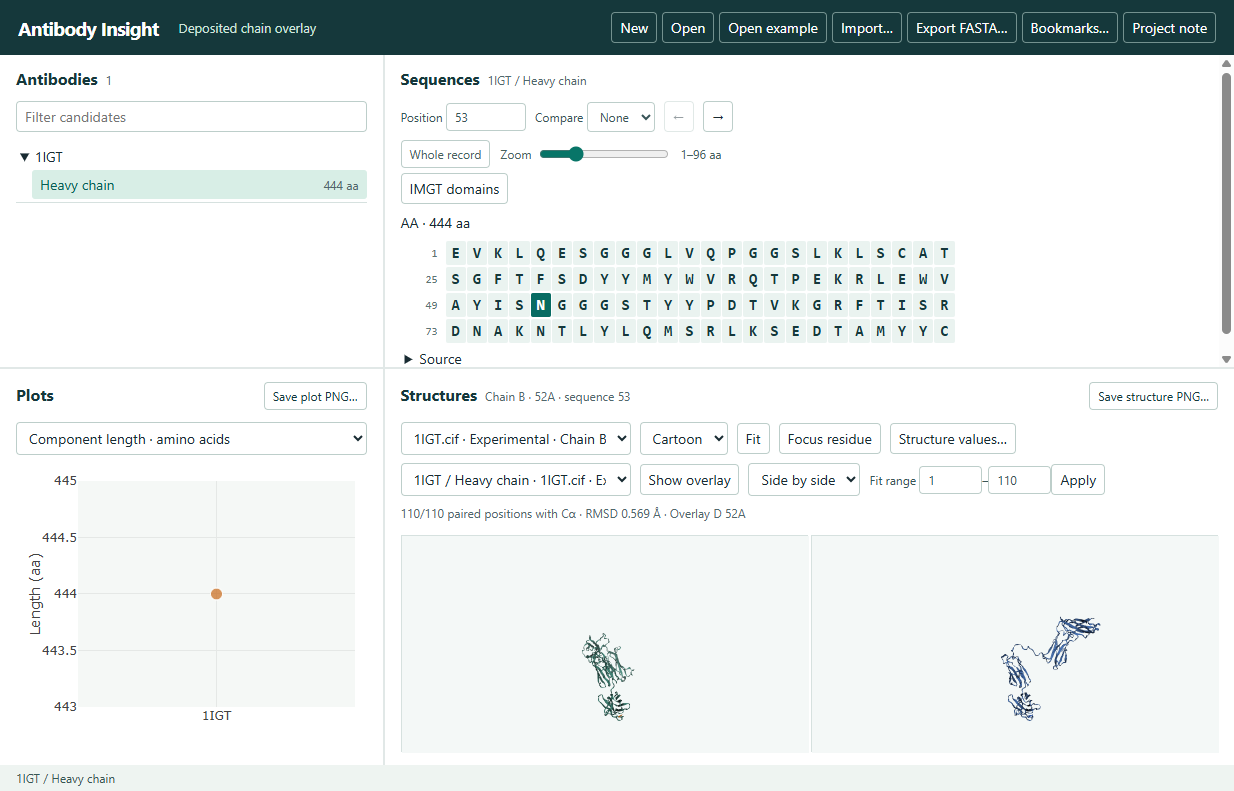 Antibody Insight Deposited chain overlay New Open Open example Import... Export FASTA... Bookmarks... Project note
Antibodies 1
Filter candidates
▼ 1IGT
Heavy chain 444 aa
Sequences 1IGT / Heavy chain
Position 53 Compare None ← →
Whole record Zoom 1–96 aa
IMGT domains
AA · 444 aa
1 E V K L Q E S G G G L V Q P G G S L K L S C A T
25 S G F T F S D Y Y M Y W V R Q T P E K R L E W V
49 A Y I S N G G G S T Y Y P D T V K G R F T I S R
73 D N A K N T L Y L Q M S R L K S E D T A M Y Y C
▶ Source
Plots Save plot PNG...
Component length · amino acids
445
444.5
444
443.5
443
Length (aa)
1IGT
Structures Chain B · 52A · sequence 53 Save structure PNG...
1IGT.cif · Experimental · Chain B Cartoon Fit Focus residue Structure values...
1IGT / Heavy chain · 1IGT.cif · Ex Show overlay Side by side Fit range 1 – 110 Apply
110/110 paired positions with Cα · RMSD 0.569 Å · Overlay D 52A
1IGT / Heavy chain